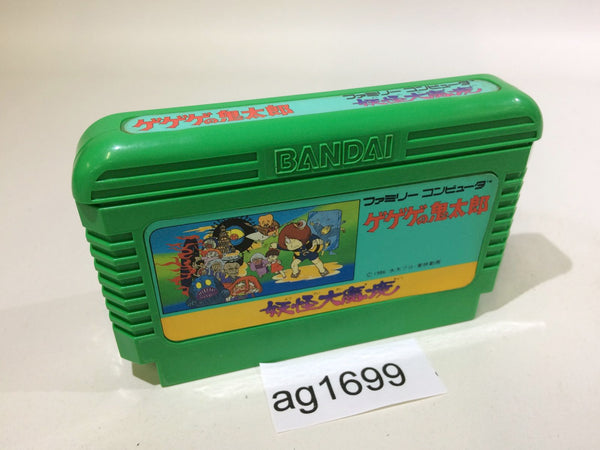 ゲゲゲの鬼太郎
ファミリーコンピュータ
妖怪大魔境
BANDAI
ファミリー コンピュータ™
ゲゲゲの鬼太郎
妖怪大魔境
ag1699